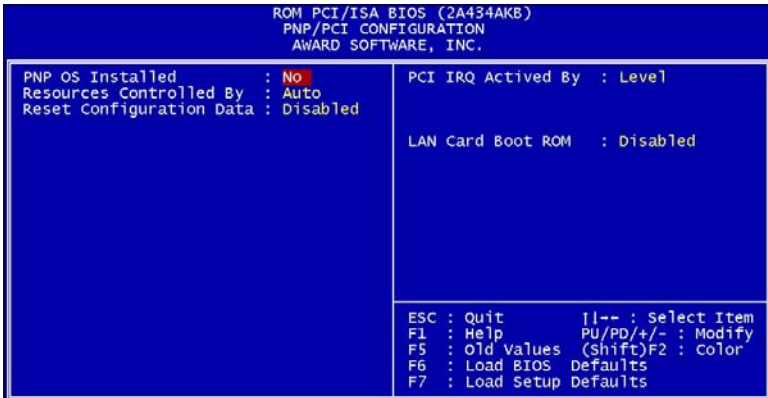 ROM PCI/ISA BIOS (2A434AKB)
PNP/PCI CONFIGURATION
AWARD SOFTWARE, INC.
PNP OS Installed : No
Resources Controlled By : Auto
Reset Configuration Data : Disabled
PCI IRQ Actived By : Level
LAN Card Boot ROM : Disabled
ESC : Quit ↑↓→← : Select Item
F1 : Help PU/PD/+/- : Modify
F5 : Old Values (Shift)F2 : Color
F6 : Load BIOS Defaults
F7 : Load Setup Defaults